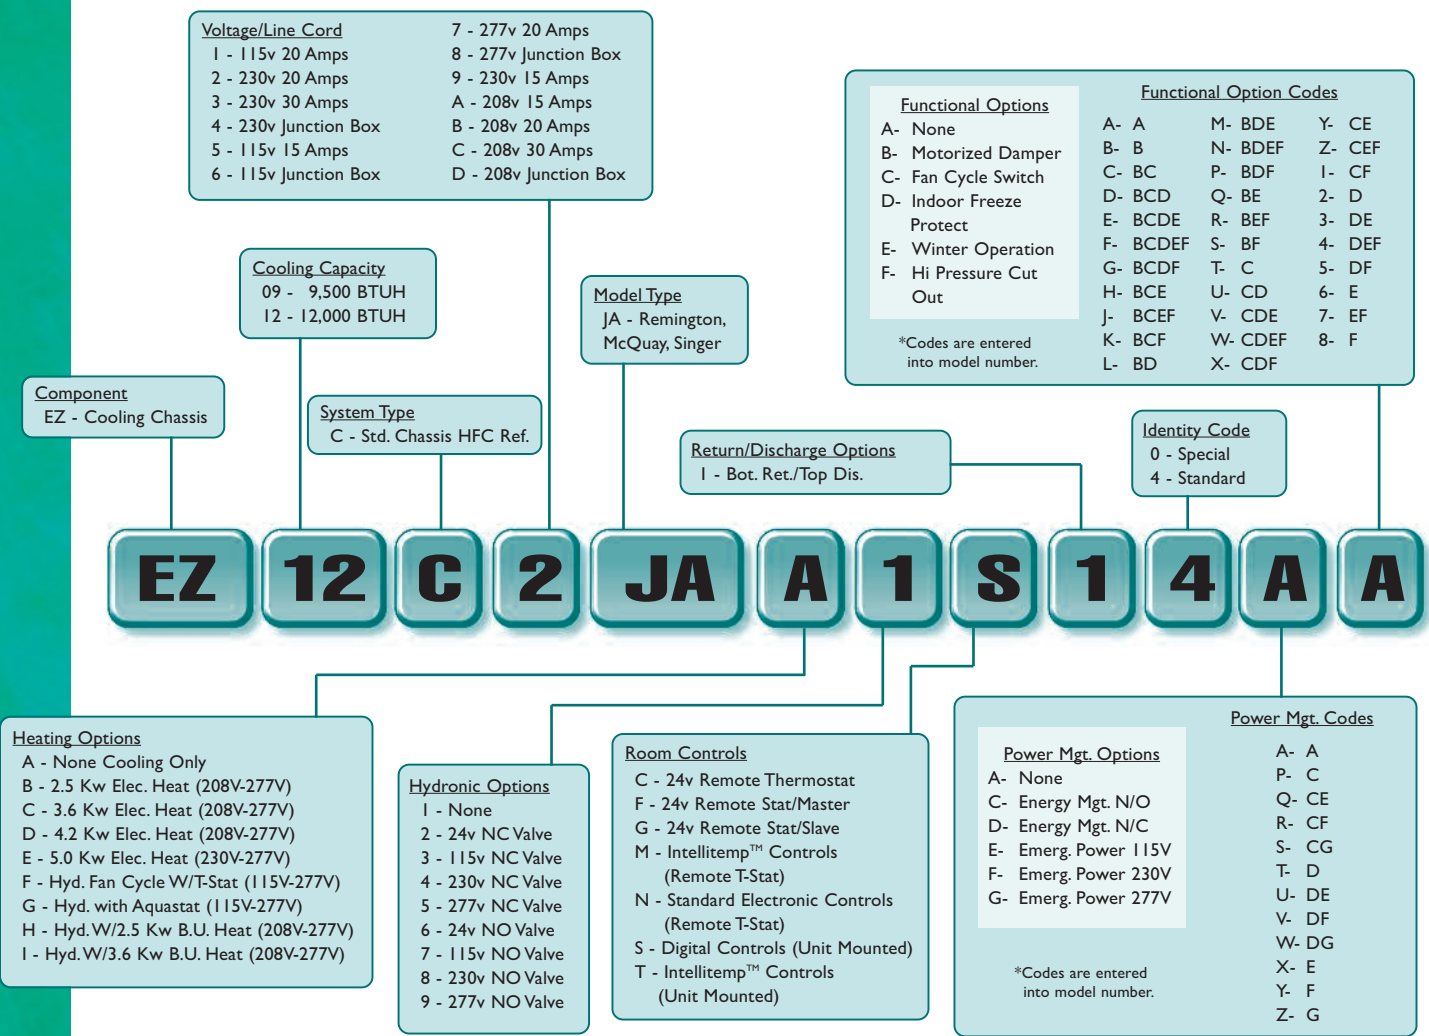 Voltage/Line Cord
1 - 115v 20 Amps
2 - 230v 20 Amps
3 - 230v 30 Amps
4 - 230v Junction Box
5 - 115v 15 Amps
6 - 115v Junction Box
7 - 277v 20 Amps
8 - 277v Junction Box
9 - 230v 15 Amps
A - 208v 15 Amps
B - 208v 20 Amps
C - 208v 30 Amps
D - 208v Junction Box
Functional Options
A- None
B- Motorized Damper
C- Fan Cycle Switch
D- Indoor Freeze
Protect
E- Winter Operation
F- Hi Pressure Cut
Out
*Codes are entered
into model number.
Functional Option Codes
A- A
B- B
C- BC
D- BCD
E- BCDE
F- BCDEF
G- BCDF
H- BCE
J- BCEF
K- BCF
L- BD
M- BDE
N- BDEF
P- BDF
Q- BE
R- BEF
S- BF
T- C
U- CD
V- CDE
W- CDEF
X- CDF
Y- CE
Z- CEF
1- CF
2- D
3- DE
4- DEF
5- DF
6- E
7- EF
8- F
Cooling Capacity
09 - 9,500 BTUH
12 - 12,000 BTUH
Model Type
JA - Remington,
McQuay, Singer
Component
EZ - Cooling Chassis
System Type
C - Std. Chassis HFC Ref.
Return/Discharge Options
1 - Bot. Ret./Top Dis.
Identity Code
0 - Special
4 - Standard
EZ 12 C 2 JA A 1 S 1 4 A A
Heating Options
A - None Cooling Only
B - 2.5 Kw Elec. Heat (208V-277V)
C - 3.6 Kw Elec. Heat (208V-277V)
D - 4.2 Kw Elec. Heat (208V-277V)
E - 5.0 Kw Elec. Heat (230V-277V)
F - Hyd. Fan Cycle W/T-Stat (115V-277V)
G - Hyd. with Aquastat (115V-277V)
H - Hyd. W/2.5 Kw B.U. Heat (208V-277V)
I - Hyd. W/3.6 Kw B.U. Heat (208V-277V)
Hydronic Options
1 - None
2 - 24v NC Valve
3 - 115v NC Valve
4 - 230v NC Valve
5 - 277v NC Valve
6 - 24v NO Valve
7 - 115v NO Valve
8 - 230v NO Valve
9 - 277v NO Valve
Room Controls
C - 24v Remote Thermostat
F - 24v Remote Stat/Master
G - 24v Remote Stat/Slave
M - Intellitemp™ Controls
(Remote T-Stat)
N - Standard Electronic Controls
(Remote T-Stat)
S - Digital Controls (Unit Mounted)
T - Intellitemp™ Controls
(Unit Mounted)
Power Mgt. Options
A- None
C- Energy Mgt. N/O
D- Energy Mgt. N/C
E- Emerg. Power 115V
F- Emerg. Power 230V
G- Emerg. Power 277V
*Codes are entered
into model number.
Power Mgt. Codes
A- A
P- C
Q- CE
R- CF
S- CG
T- D
U- DE
V- DF
W- DG
X- E
Y- F
Z- G